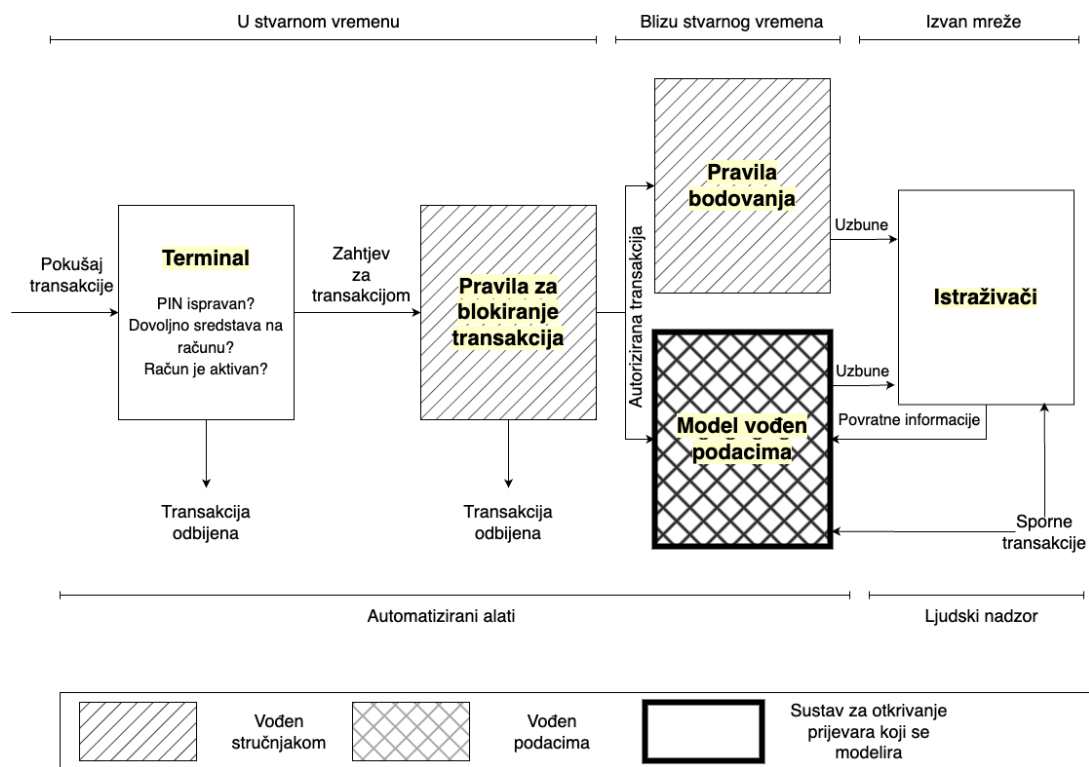 U stvarnom vremenu
Blizu stvarnog vremena
Izvan mreže
Pokušaj
transakcije
Terminal
PIN ispravan?
Dovoljno sredstava na
računu?
Račun je aktivan?
Transakcija
odbijena
Zahtjev
za
transakcijom
Pravila za
blokiranje
transakcija
Transakcija
odbijena
Autorizirana transakcija
Pravila
bodovanja
Uzbune
Model vođen
podacima
Uzbune
Povratne informacije
Istraživači
Sporne
transakcije
Automatizirani alati
Ljudski nadzor
Vođen
stručnjakom
Vođen
podacima
Sustav za otkrivanje
prijevara koji se
modelira